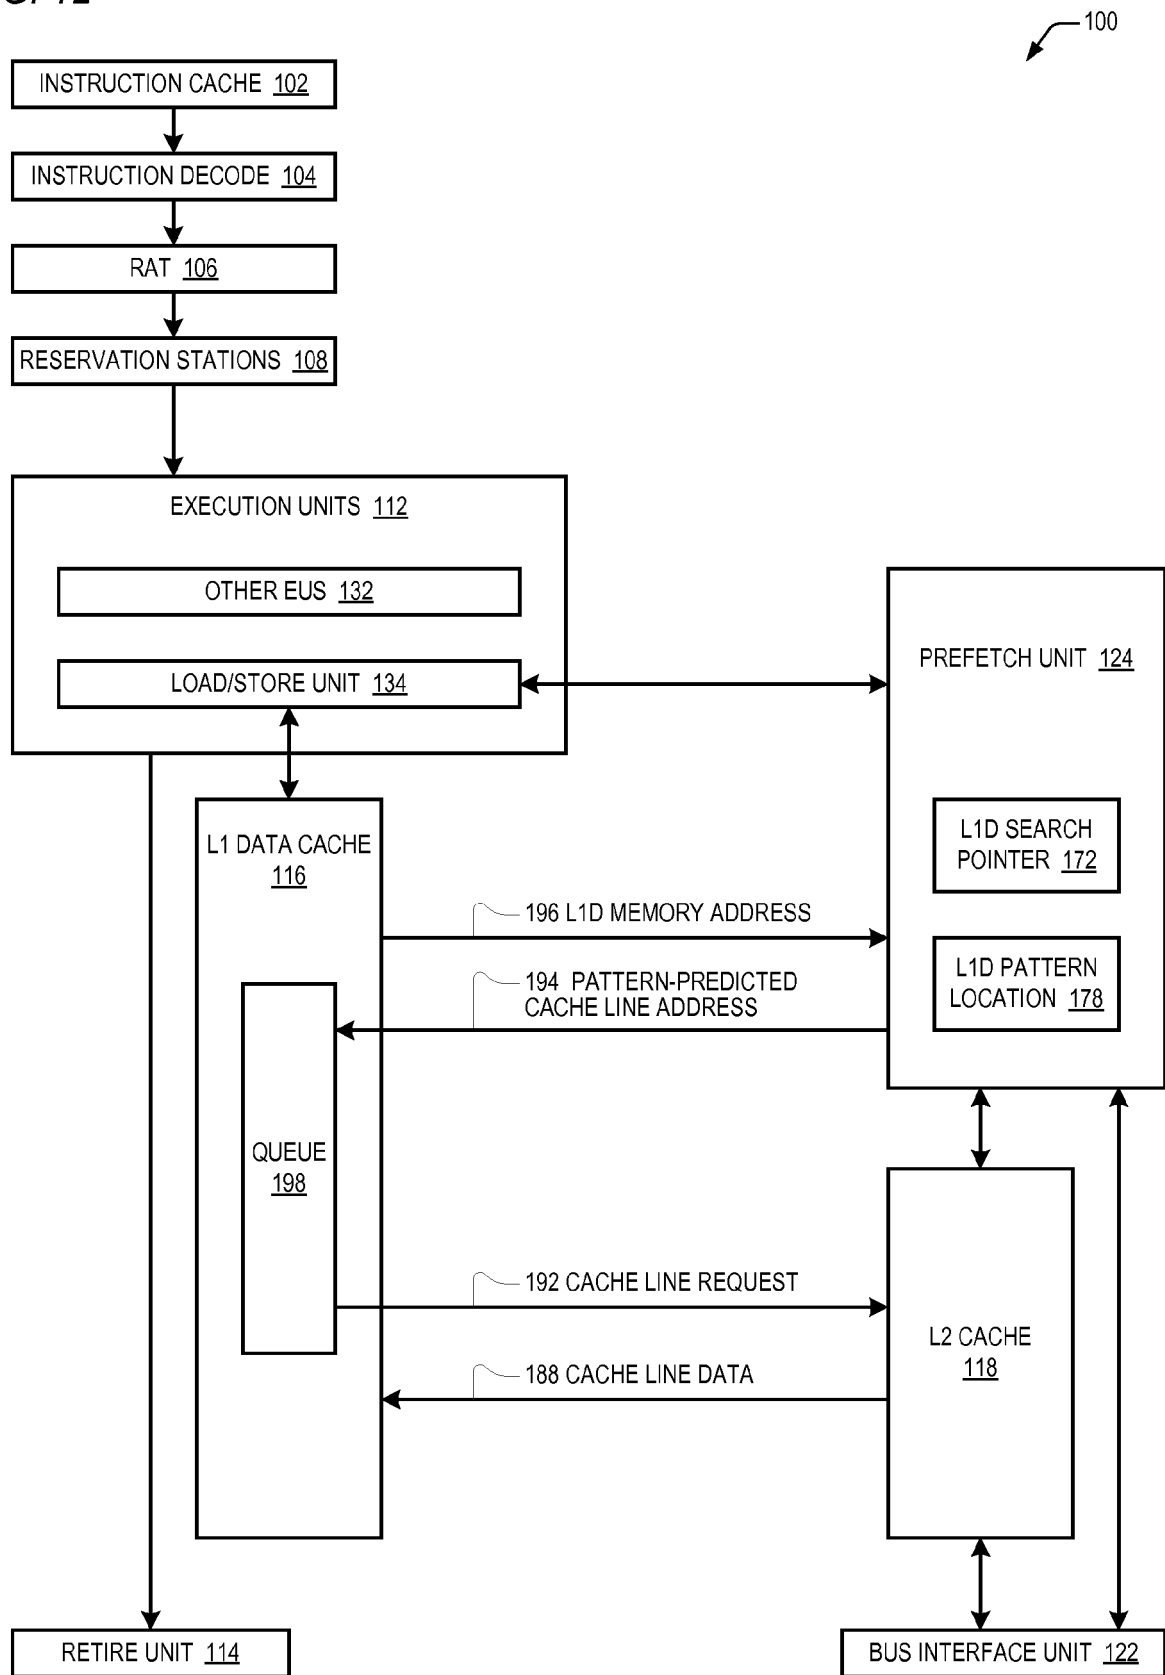 100
INSTRUCTION CACHE 102
INSTRUCTION DECODE 104
RAT 106
RESERVATION STATIONS 108
EXECUTION UNITS 112
OTHER EUS 132
LOAD/STORE UNIT 134
PREFETCH UNIT 124
L1D SEARCH
POINTER 172
L1D PATTERN
LOCATION 178
L1 DATA CACHE
116
196 L1D MEMORY ADDRESS
194 PATTERN-PREDICTED
CACHE LINE ADDRESS
QUEUE
198
192 CACHE LINE REQUEST
188 CACHE LINE DATA
L2 CACHE
118
RETIRE UNIT 114
BUS INTERFACE UNIT 122